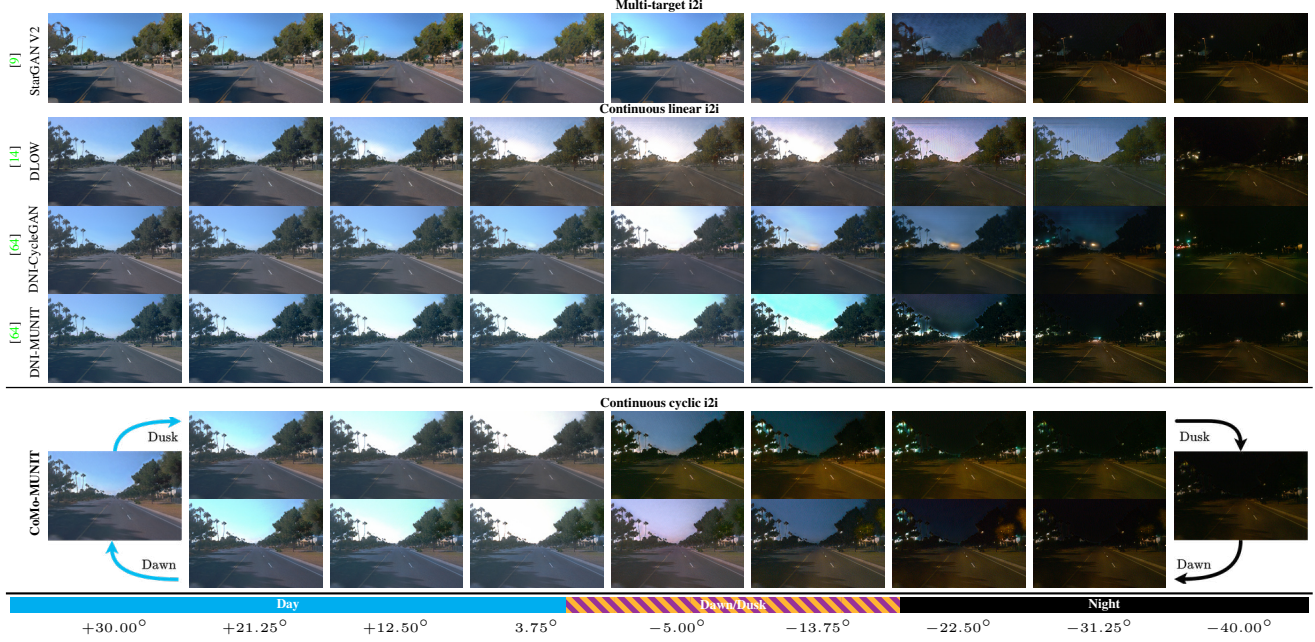 Multi-target i2i
[9]
StarGAN V2
Continuous linear i2i
[14]
DLOW
[64]
DNI-CycleGAN
[64]
DNI-MUNIT
Continuous cyclic i2i
CoMo-MUNIT
Dusk
Dawn
Dusk
Dawn
Day Dawn/Dusk Night
+30.00° +21.25° +12.50° 3.75° −5.00° −13.75° −22.50° −31.25° −40.00°